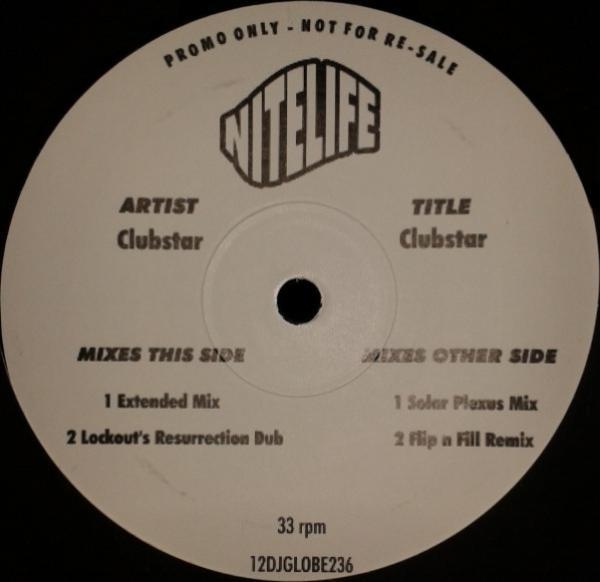 PROMO ONLY - NOT FOR RE-SALE
NITELIFE
ARTIST
Clubstar
TITLE
Clubstar
MIXES THIS SIDE
1 Extended Mix
2 Lockout's Resurrection Dub
MIXES OTHER SIDE
1 Solar Plexus Mix
2 Flip n Fill Remix
33 rpm
12DJGLOBE236